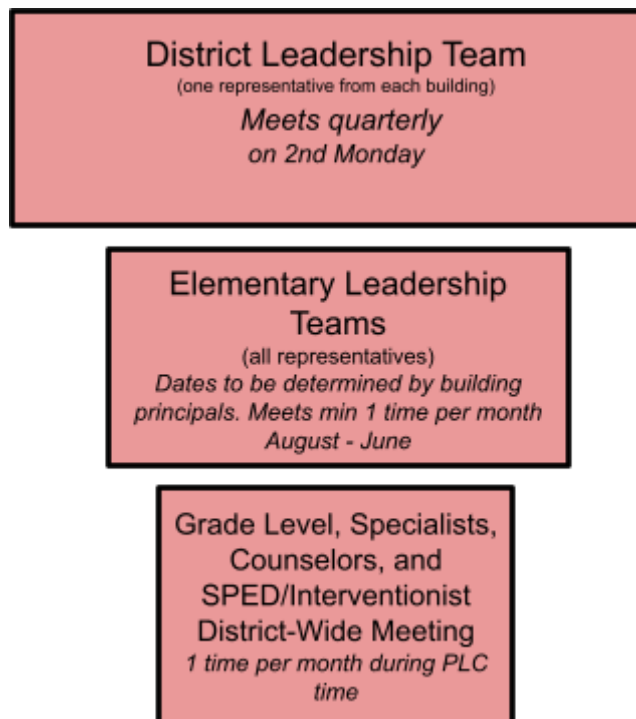 District Leadership Team
(one representative from each building)
Meets quarterly
on 2nd Monday
Elementary Leadership
Teams
(all representatives)
Dates to be determined by building
principals. Meets min 1 time per month
August - June
Grade Level, Specialists,
Counselors, and
SPED/Interventionist
District-Wide Meeting
1 time per month during PLC
time